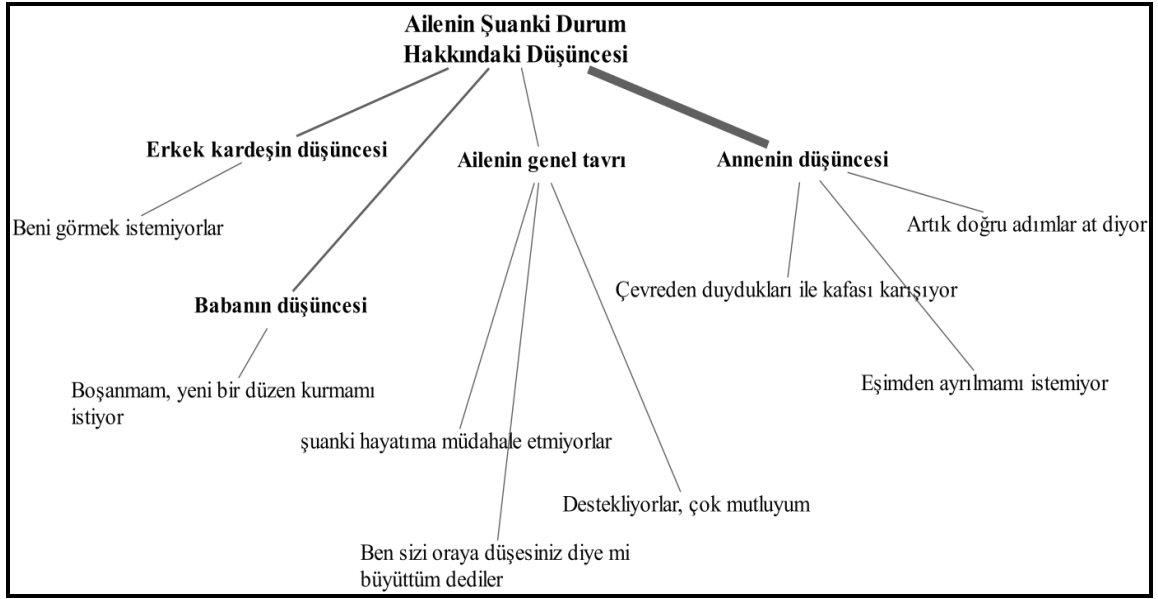 Ailenin Şuanki Durum
Hakkındaki Düşüncesi
Erkek kardeşin düşüncesi
Ailenin genel tavrı
Annenin düşüncesi
Beni görmek istemiyorlar
Artık doğru adımlar at diyor
Çevreden duydukları ile kafası karışıyor
Babanın düşüncesi
Boşanmam, yeni bir düzen kurmamı
istiyor
Eşimden ayrılmamı istemiyor
şuanki hayatıma müdahale etmiyorlar
Destekliyorlar, çok mutluyum
Ben sizi oraya düşesiniz diye mi
büyüttüm dediler